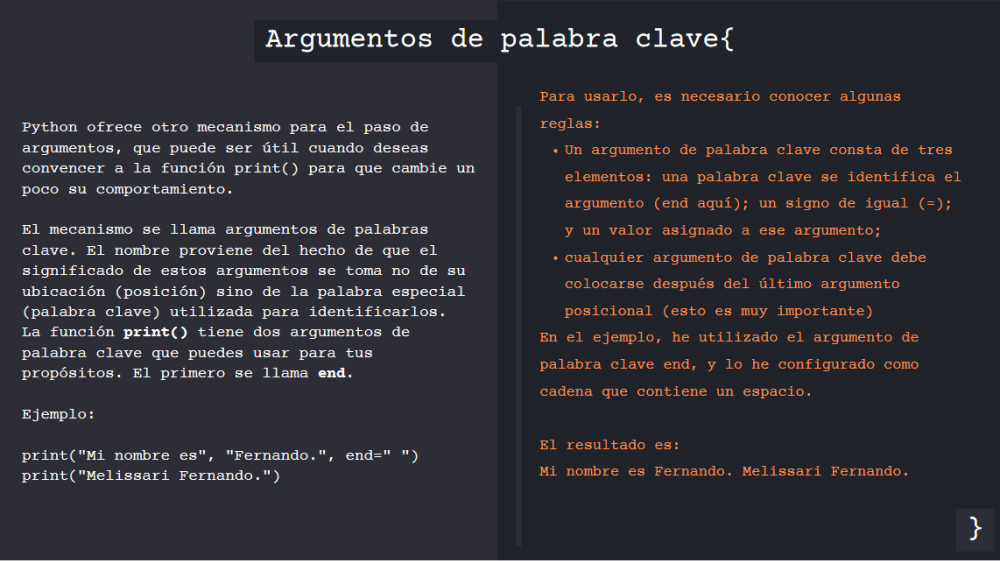 Argumentos de palabra clave{
Python ofrece otro mecanismo para el paso de
argumentos, que puede ser útil cuando deseas
convencer a la función print() para que cambie un
poco su comportamiento.
El mecanismo se llama argumentos de palabras
clave. El nombre proviene del hecho de que el
significado de estos argumentos se toma no de su
ubicación (posición) sino de la palabra especial
(palabra clave) utilizada para identificarlos.
La función print() tiene dos argumentos de
palabra clave que puedes usar para tus
propósitos. El primero se llama end.
Ejemplo:
print("Mi nombre es", "Fernando.", end=" ")
print("Melissari Fernando.")
Para usarlo, es necesario conocer algunas
reglas:
• Un argumento de palabra clave consta de tres
elementos: una palabra clave se identifica el
argumento (end aquí); un signo de igual (=);
y un valor asignado a ese argumento;
• cualquier argumento de palabra clave debe
colocarse después del último argumento
posicional (esto es muy importante)
En el ejemplo, he utilizado el argumento de
palabra clave end, y lo he configurado como
cadena que contiene un espacio.
El resultado es:
Mi nombre es Fernando. Melissari Fernando.
}